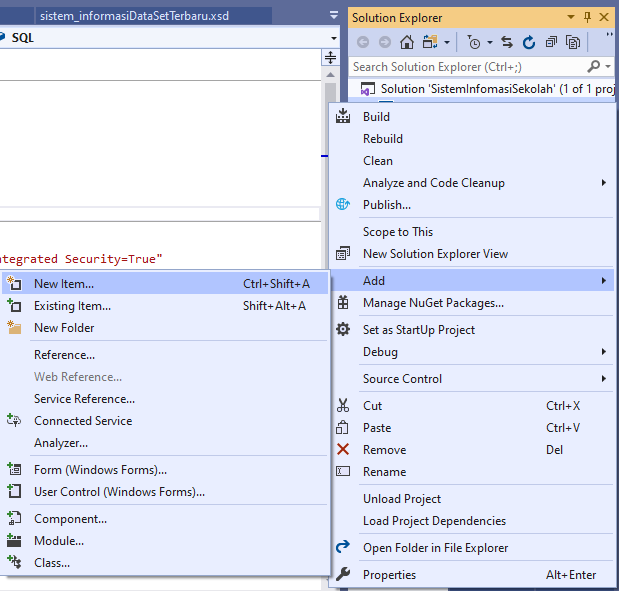 sistem_informasiDataSetTerbaru.xsd
SQL
ntegrated Security=True"
Solution Explorer
Search Solution Explorer (Ctrl+;)
Solution 'SistemInfomasiSekolah' (1 of 1 proj
Build
Rebuild
Clean
Analyze and Code Cleanup
Publish...
Scope to This
New Solution Explorer View
Add
Manage NuGet Packages...
Set as StartUp Project
Debug
Source Control
Cut Ctrl+X
Paste Ctrl+V
Remove Del
Rename
Unload Project
Load Project Dependencies
Open Folder in File Explorer
Properties Alt+Enter
New Item... Ctrl+Shift+A
Existing Item... Shift+Alt+A
New Folder
Reference...
Web Reference...
Service Reference...
Connected Service
Analyzer...
Form (Windows Forms)...
User Control (Windows Forms)...
Component...
Module...
Class...